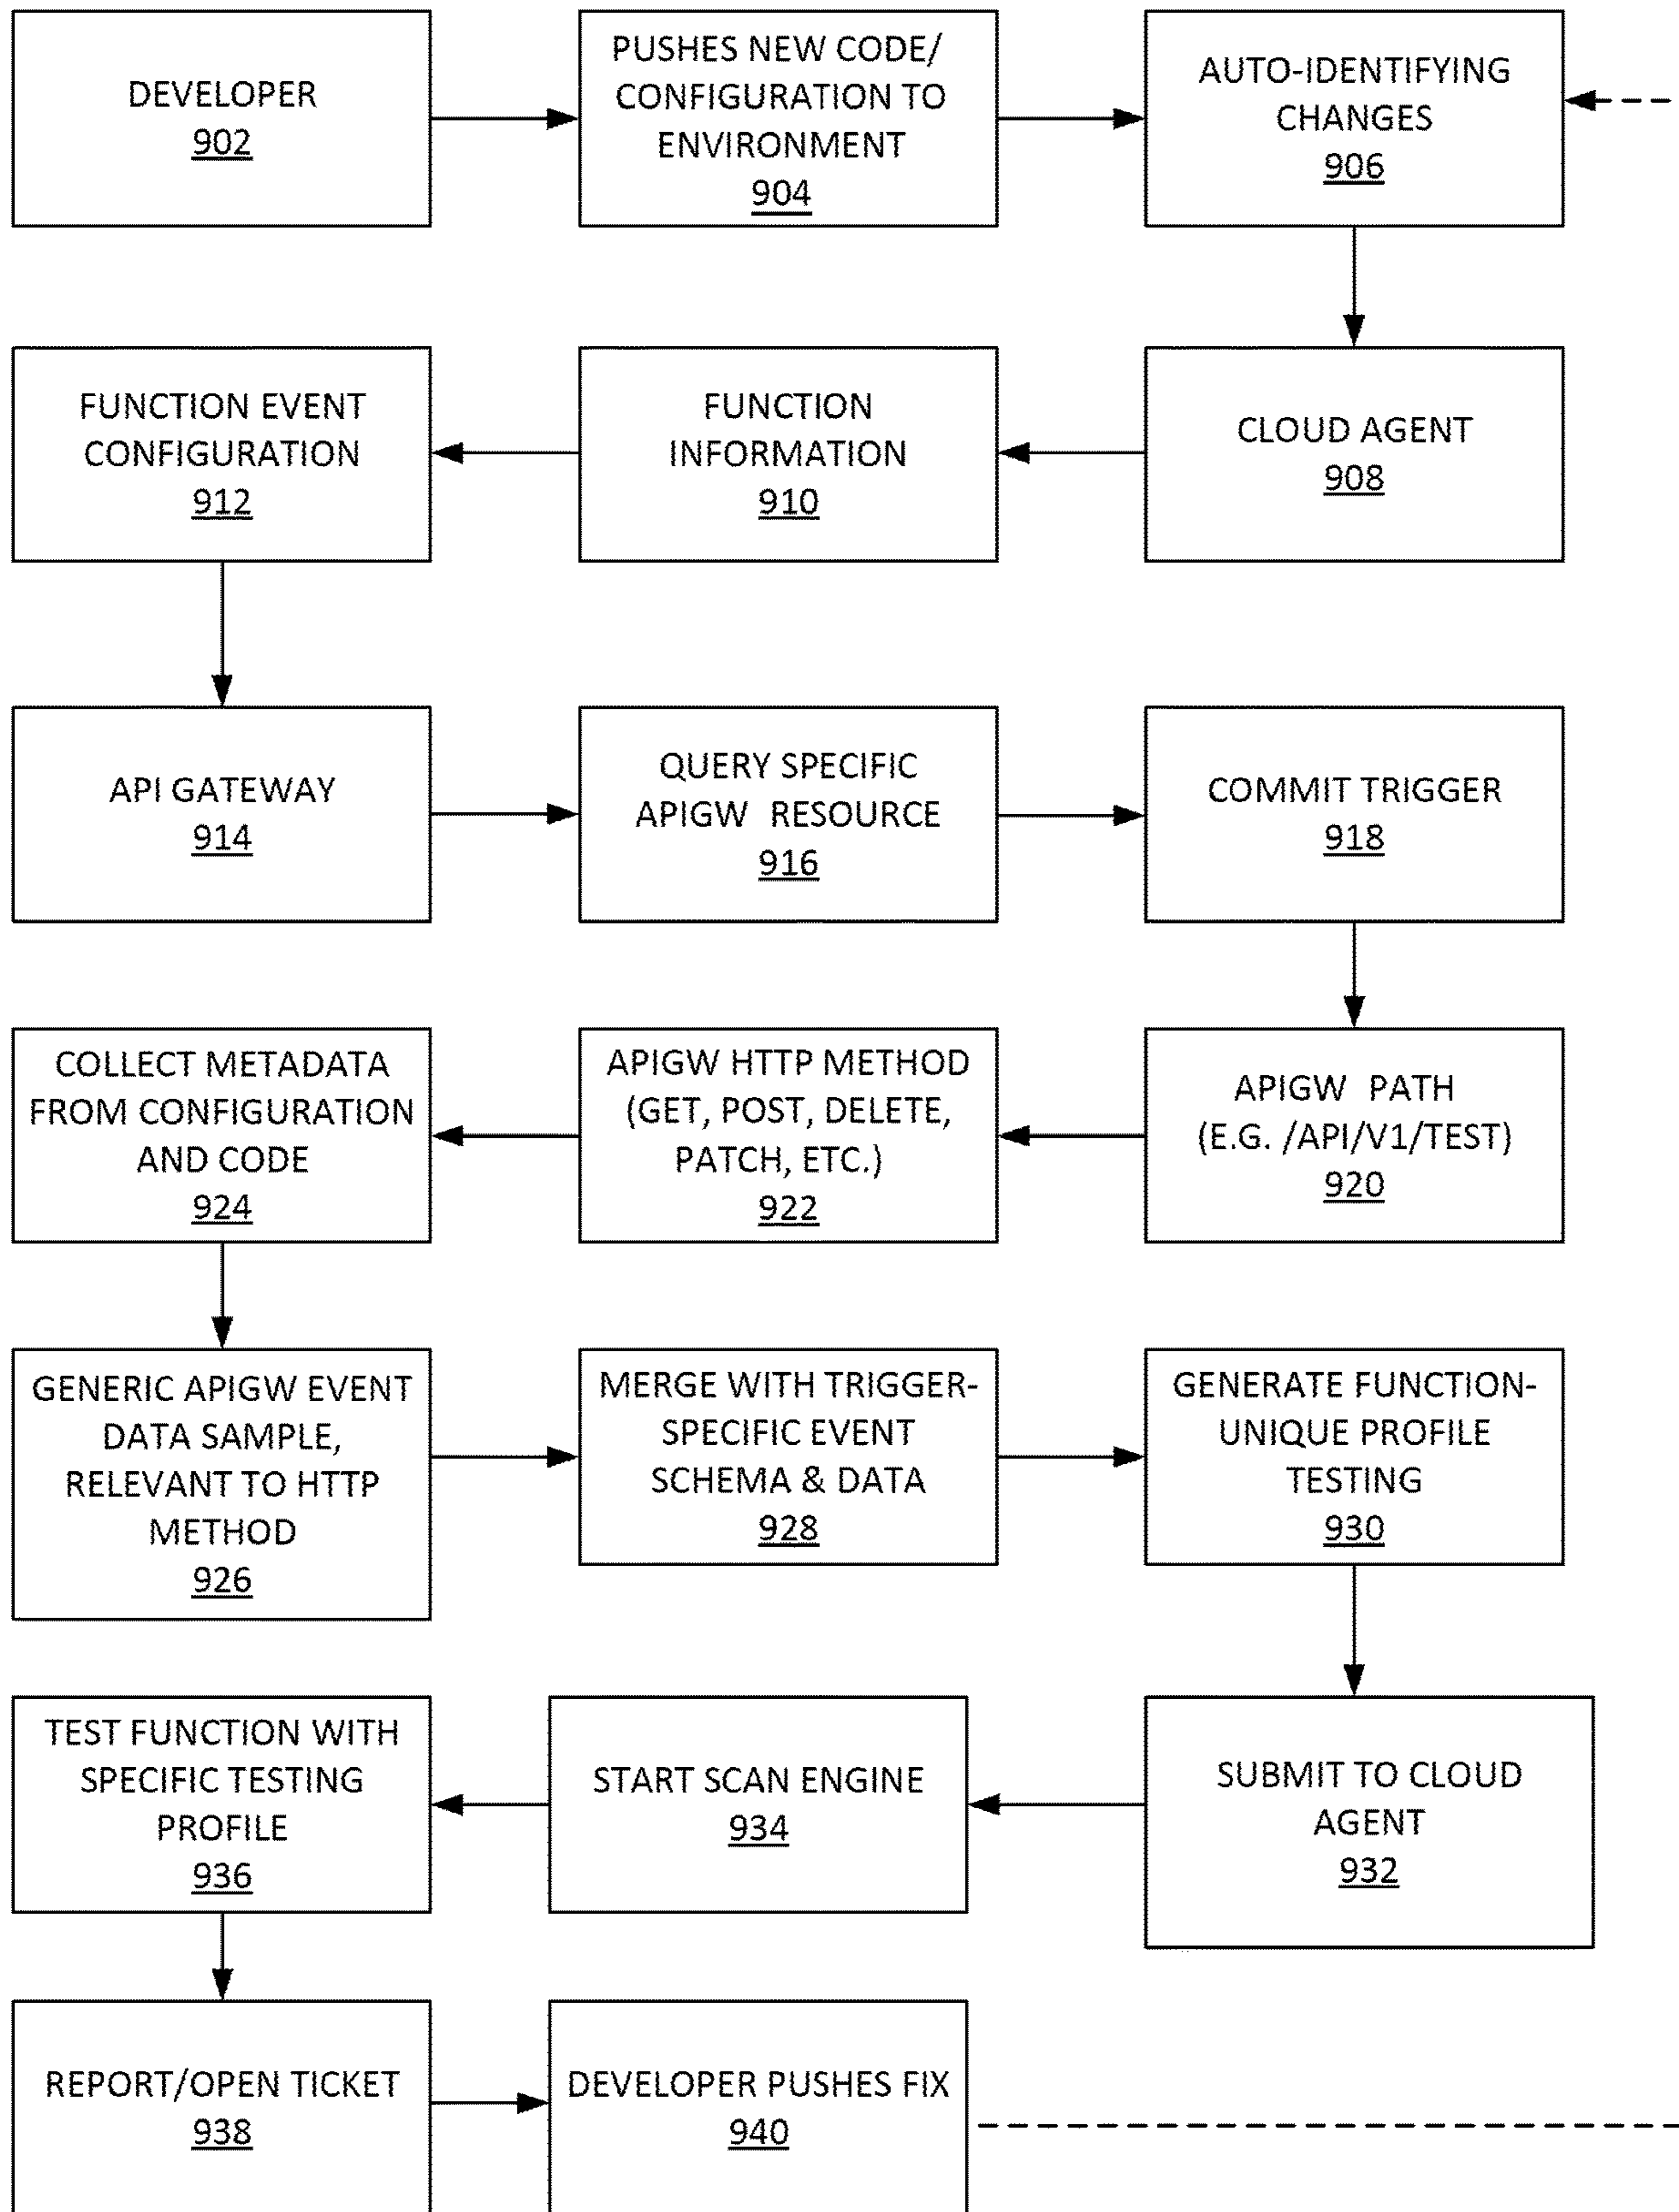 DEVELOPER
902
PUSHES NEW CODE/
CONFIGURATION TO
ENVIRONMENT
904
AUTO-IDENTIFYING
CHANGES
906
FUNCTION EVENT
CONFIGURATION
912
FUNCTION
INFORMATION
910
CLOUD AGENT
908
API GATEWAY
914
QUERY SPECIFIC
APIGW RESOURCE
916
COMMIT TRIGGER
918
COLLECT METADATA
FROM CONFIGURATION
AND CODE
924
APIGW HTTP METHOD
(GET, POST, DELETE,
PATCH, ETC.)
922
APIGW PATH
(E.G. /API/V1/TEST)
920
GENERIC APIGW EVENT
DATA SAMPLE,
RELEVANT TO HTTP
METHOD
926
MERGE WITH TRIGGER-
SPECIFIC EVENT
SCHEMA & DATA
928
GENERATE FUNCTION-
UNIQUE PROFILE
TESTING
930
TEST FUNCTION WITH
SPECIFIC TESTING
PROFILE
936
START SCAN ENGINE
934
SUBMIT TO CLOUD
AGENT
932
REPORT/OPEN TICKET
938
DEVELOPER PUSHES FIX
940